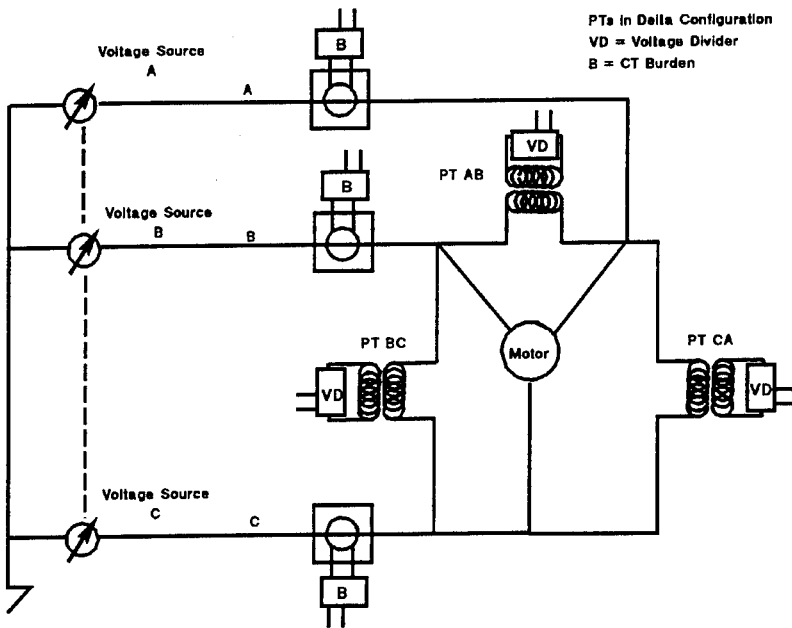 PTs in Delta Configuration
VD = Voltage Divider
B = CT Burden
B
Voltage Source
A
A
VD
PT AB
B
Voltage Source
B
B
PT BC
Motor
PT CA
VD
VD
Voltage Source
C
C
B